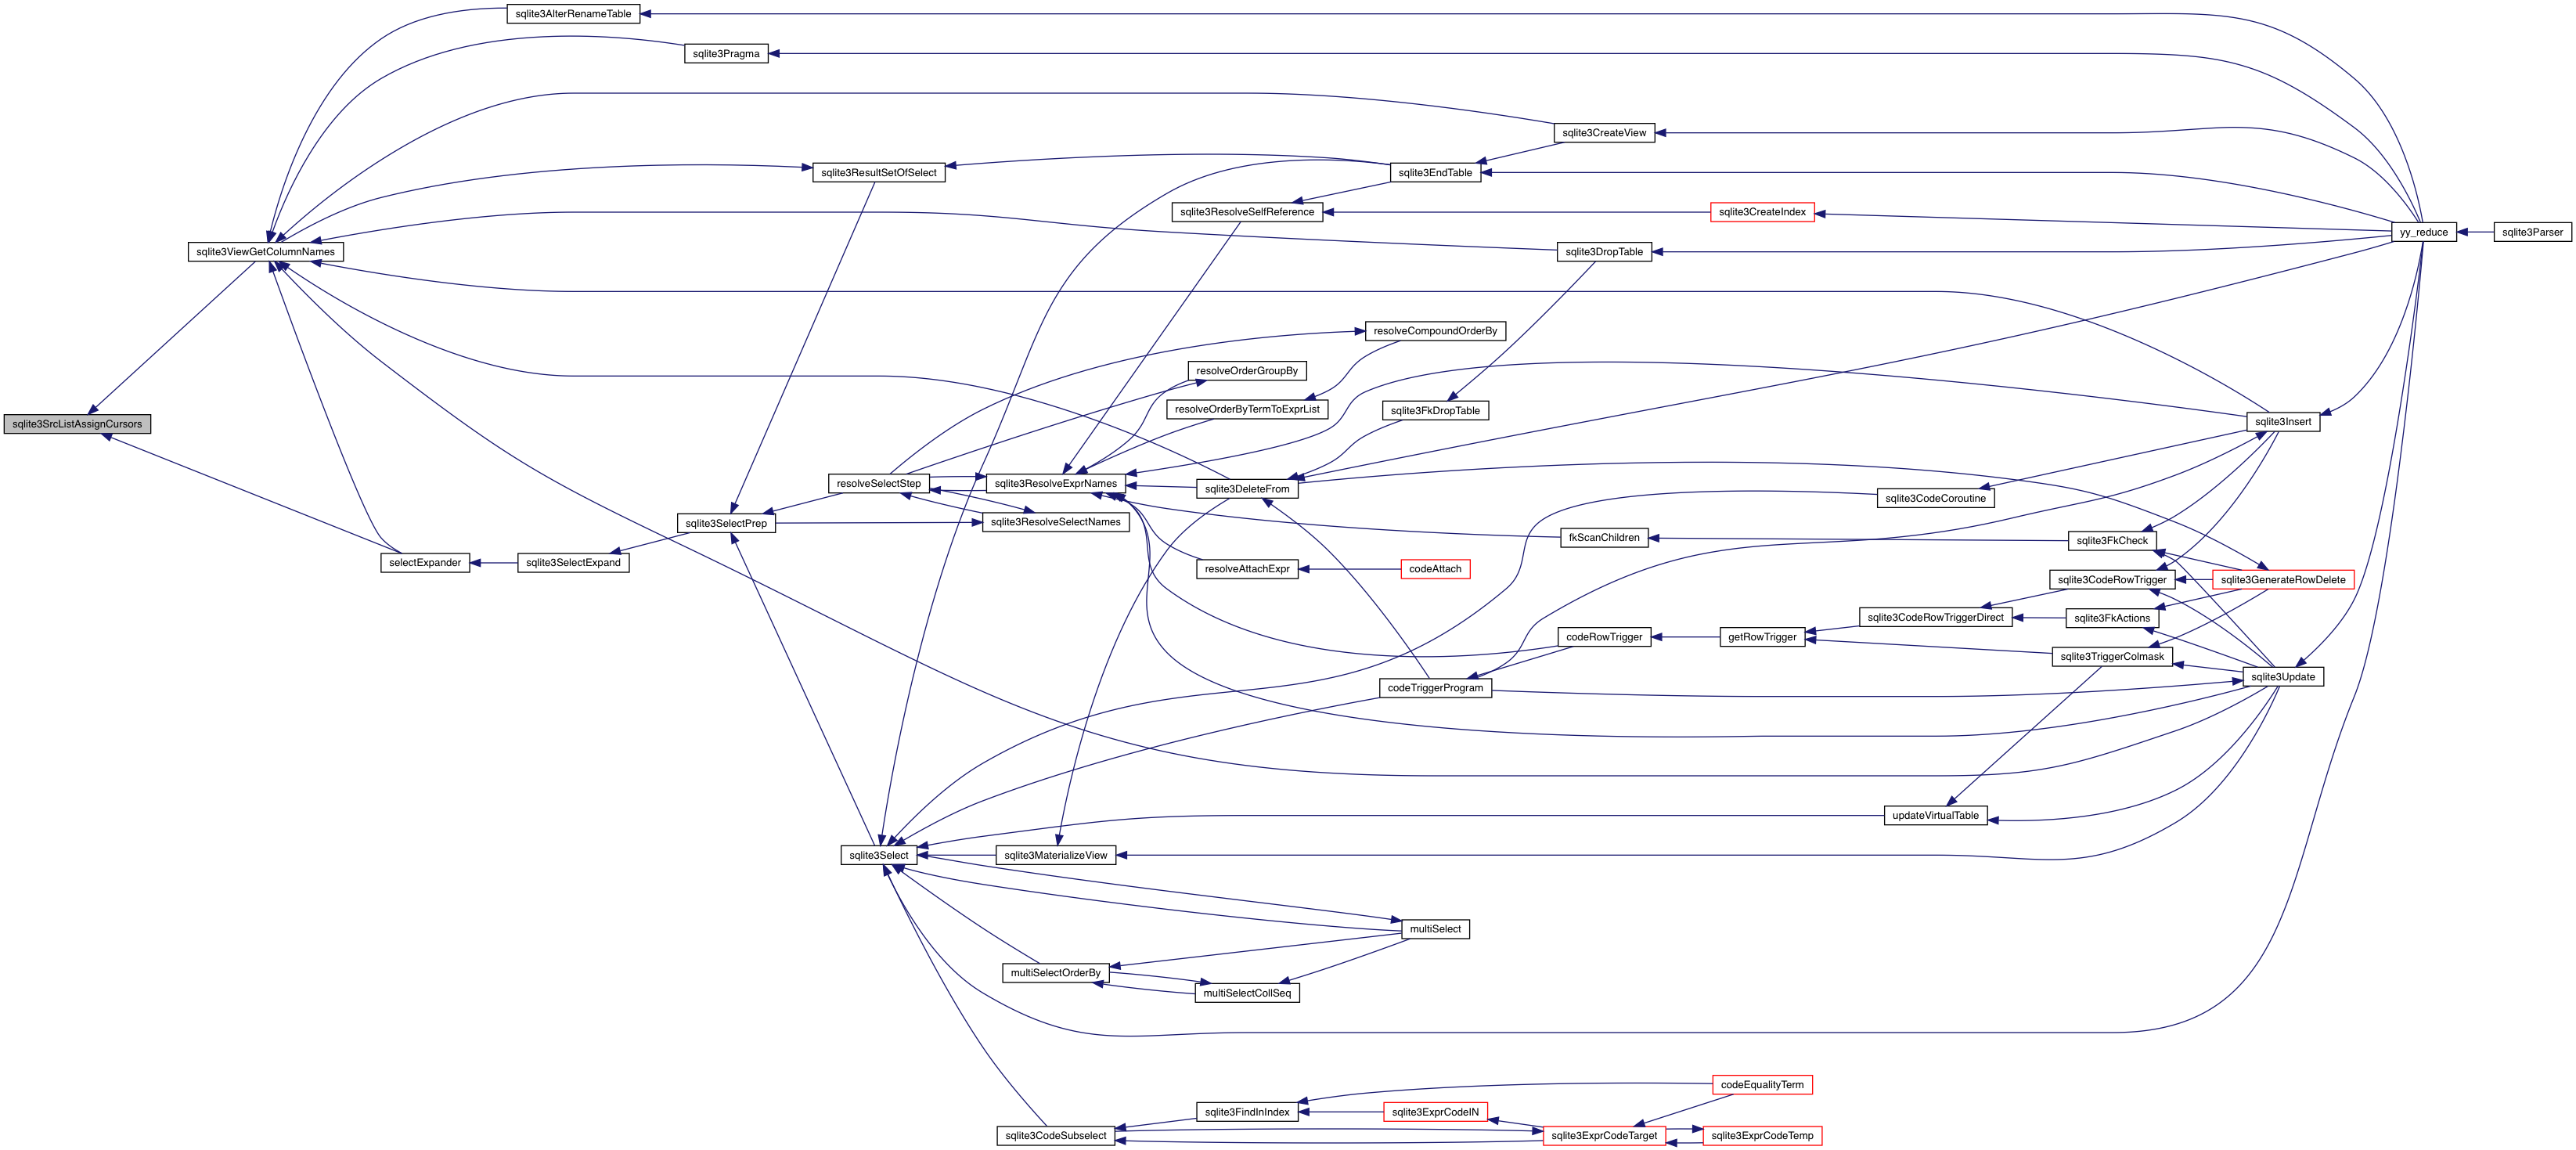 sqlite3AlterRenameTable
sqlite3Pragma
sqlite3CreateView
sqlite3ResultSetOfSelect
sqlite3EndTable
sqlite3ResolveSelfReference
sqlite3CreateIndex
yy_reduce
sqlite3Parser
sqlite3ViewGetColumnNames
sqlite3DropTable
resolveCompoundOrderBy
resolveOrderGroupBy
resolveOrderByTermToExprList
sqlite3FkDropTable
sqlite3SrcListAssignCursors
sqlite3Insert
resolveSelectStep
sqlite3ResolveExprNames
sqlite3DeleteFrom
sqlite3CodeCoroutine
sqlite3SelectPrep
sqlite3ResolveSelectNames
fkScanChildren
sqlite3FkCheck
selectExpander
sqlite3SelectExpand
resolveAttachExpr
codeAttach
sqlite3CodeRowTrigger
sqlite3GenerateRowDelete
sqlite3CodeRowTriggerDirect
sqlite3FkActions
codeRowTrigger
getRowTrigger
sqlite3TriggerColmask
sqlite3Update
codeTriggerProgram
updateVirtualTable
sqlite3Select
sqlite3MaterializeView
multiSelect
multiSelectOrderBy
multiSelectCollSeq
codeEqualityTerm
sqlite3FindInIndex
sqlite3ExprCodeIN
sqlite3CodeSubselect
sqlite3ExprCodeTarget
sqlite3ExprCodeTemp